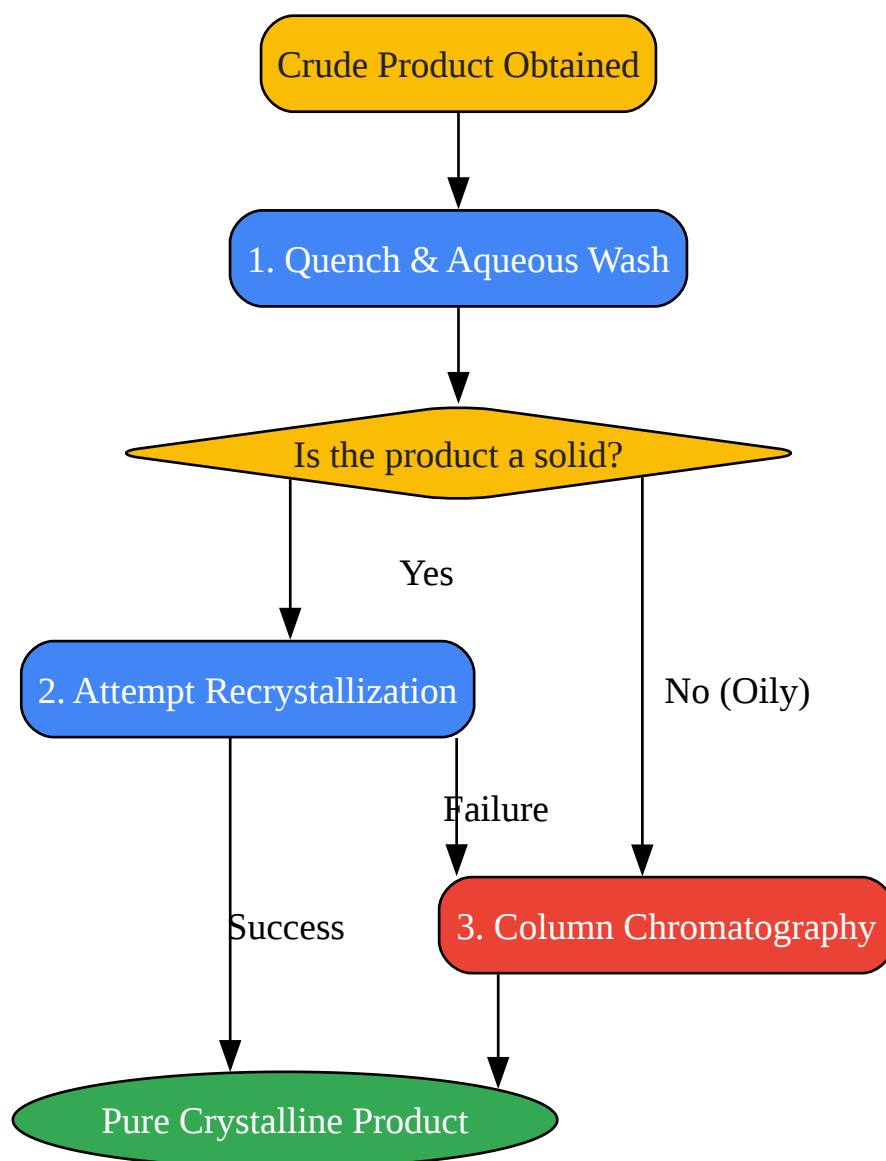 Crude Product Obtained
1. Quench & Aqueous Wash
Is the product a solid?
Yes
2. Attempt Recrystallization
No (Oily)
Failure
Success
3. Column Chromatography
Pure Crystalline Product